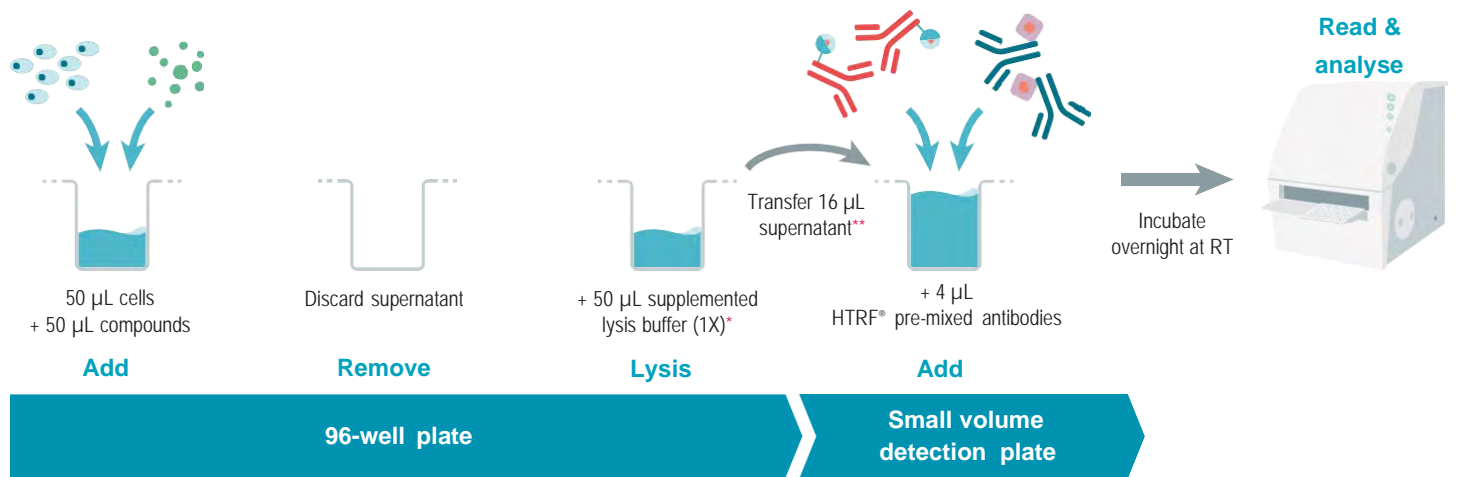 Read &
analyse
Transfer 16 µL
supernatant**
Incubate
overnight at RT
50 µL cells
+ 50 µL compounds
Discard supernatant
+ 50 µL supplemented
lysis buffer (1X)*
+ 4 µL
HTRF® pre-mixed antibodies
Add
Remove
Lysis
Add
96-well plate
Small volume
detection plate